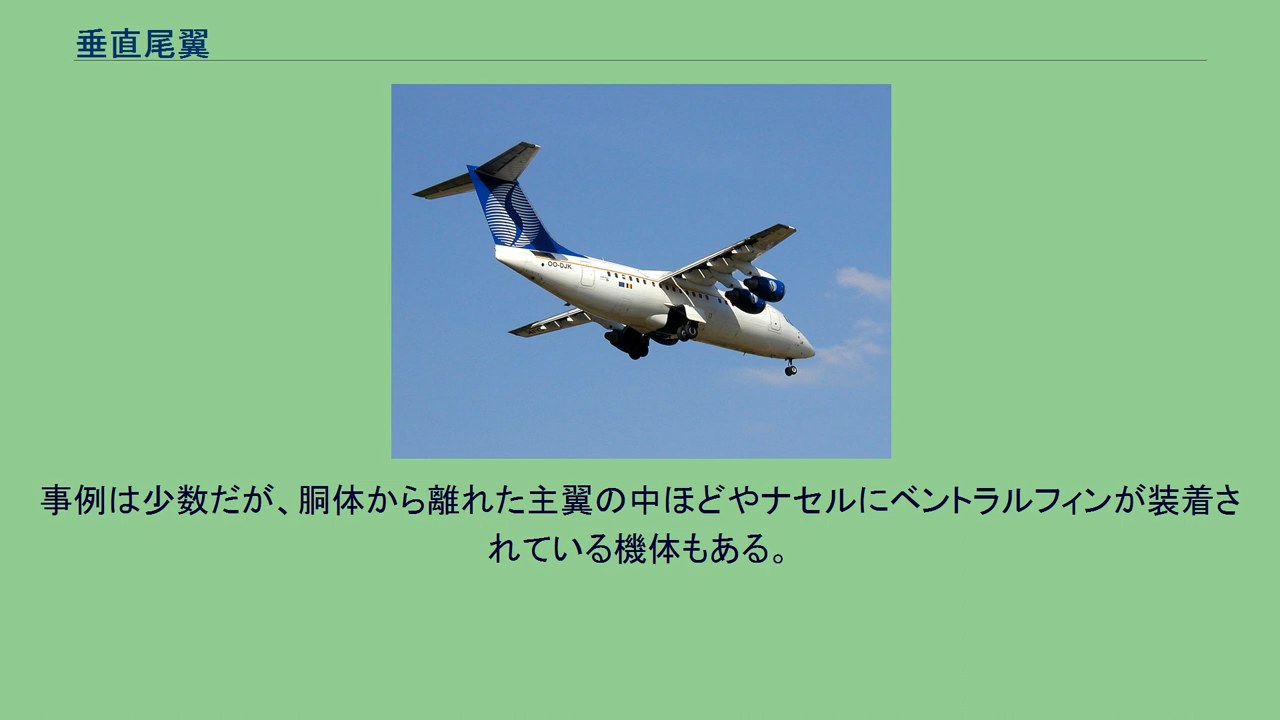 垂直尾翼
OO-DJK
事例は少数だが、胴体から離れた主翼の中ほどやナセルにベントラルフィンが装着さ
れている機体もある。